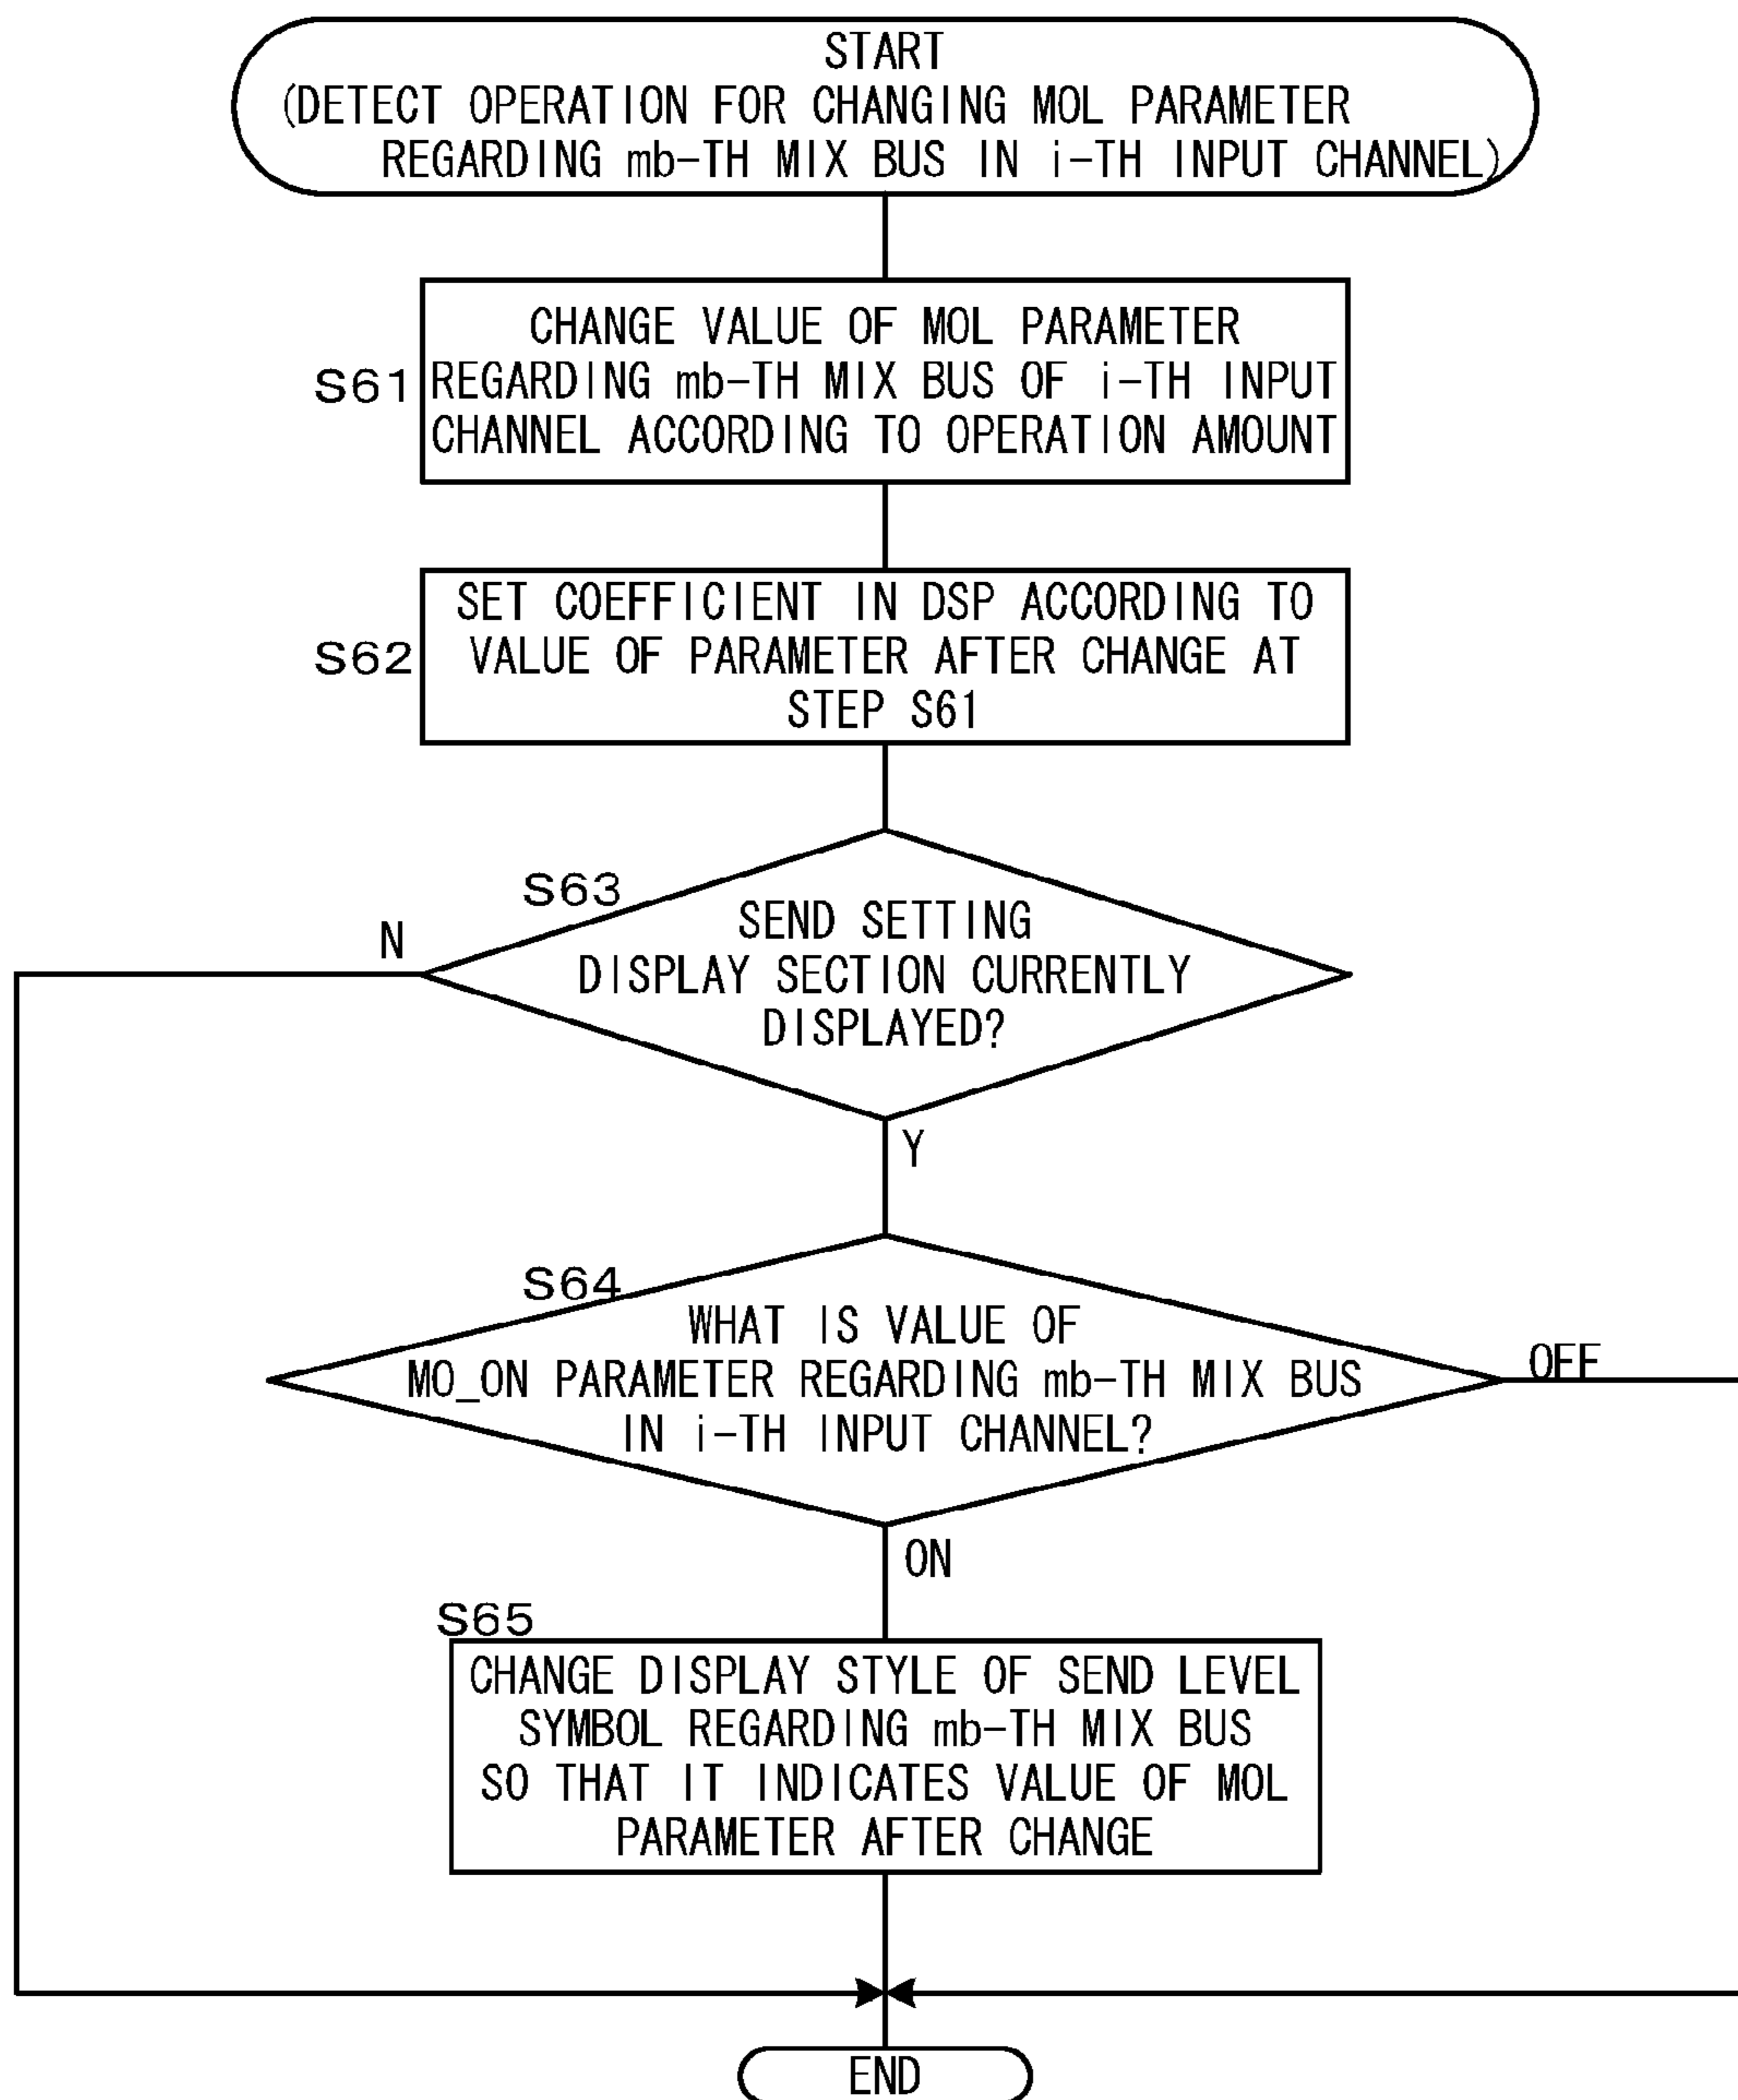 START
(DETECT OPERATION FOR CHANGING MOL PARAMETER
REGARDING mb-TH MIX BUS IN i-TH INPUT CHANNEL)
S61
CHANGE VALUE OF MOL PARAMETER
REGARDING mb-TH MIX BUS OF i-TH INPUT
CHANNEL ACCORDING TO OPERATION AMOUNT
S62
SET COEFFICIENT IN DSP ACCORDING TO
VALUE OF PARAMETER AFTER CHANGE AT
STEP S61
S63
N
SEND SETTING
DISPLAY SECTION CURRENTLY
DISPLAYED?
Y
S64
WHAT IS VALUE OF
MO_ON PARAMETER REGARDING mb-TH MIX BUS
IN i-TH INPUT CHANNEL?
OFF
ON
S65
CHANGE DISPLAY STYLE OF SEND LEVEL
SYMBOL REGARDING mb-TH MIX BUS
SO THAT IT INDICATES VALUE OF MOL
PARAMETER AFTER CHANGE
END